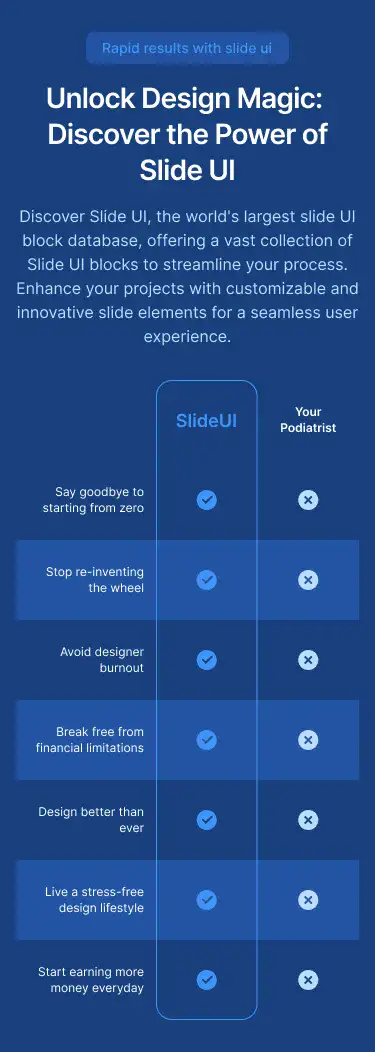 Rapid results with slide ui
Unlock Design Magic:
Discover the Power of
Slide UI
Discover Slide UI, the world's largest slide UI
block database, offering a vast collection of
Slide UI blocks to streamline your process.
Enhance your projects with customizable and
innovative slide elements for a seamless user
experience.
SlideUI
Your
Podiatrist
Say goodbye to
starting from zero
Stop re-inventing
the wheel
Avoid designer
burnout
Break free from
financial limitations
Design better than
ever
Live a stress-free
design lifestyle
Start earning more
money everyday